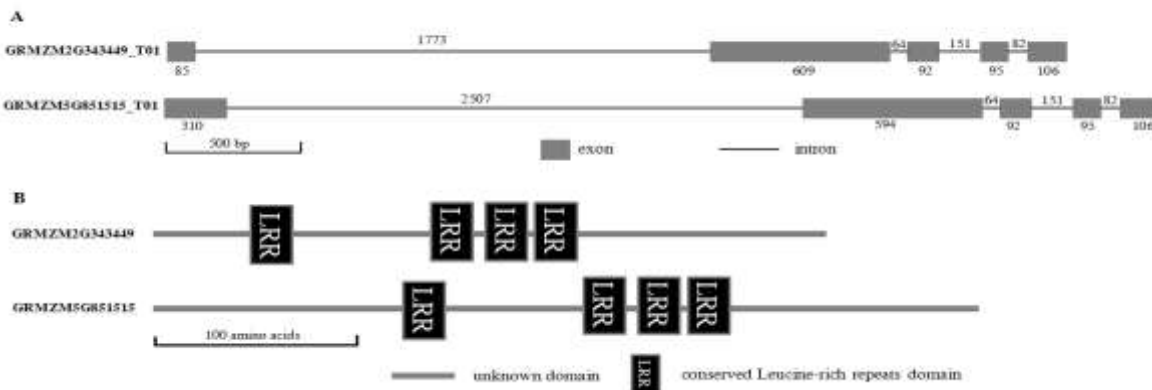 A
GRMZM2G343449_T01
1773
64
151
82
85
609
92
95
106
GRMZM5G851515_T01
2507
64
151
82
310
594
92
95
106
500 bp
exon
intron
B
GRMZM2G343449
LRR
LRR
LRR
LRR
GRMZM5G851515
LRR
LRR
LRR
LRR
100 amino acids
unknown domain
LRR
conserved Leucine-rich repeats domain